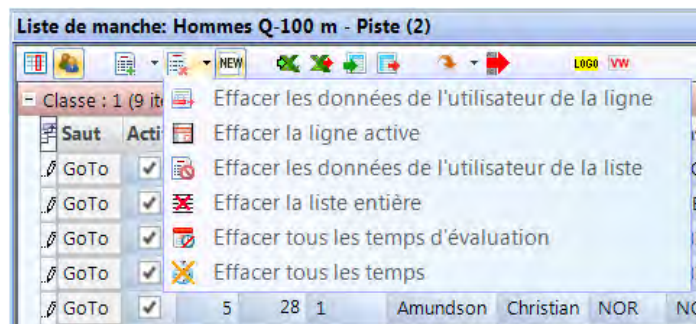 Liste de manche: Hommes Q-100 m - Piste (2)
NEW LOGO VW
Classe : 1 (9 it
Effacer les données de l'utilisateur de la ligne
Saut Acti Effacer la ligne active
GoTo Effacer les données de l'utilisateur de la liste
GoTo Effacer la liste entière
GoTo Effacer tous les temps d'évaluation
GoTo Effacer tous les temps
GoTo 5 28 1 Amundson Christian NOR NO